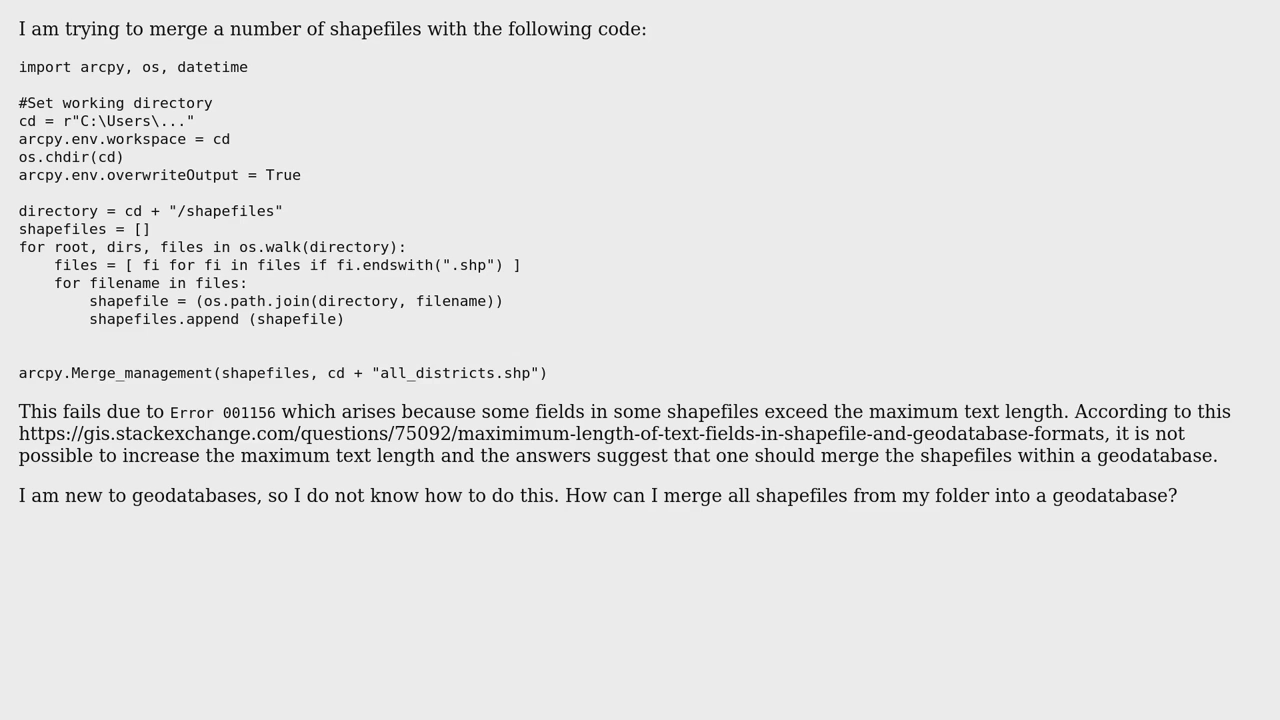 I am trying to merge a number of shapefiles with the following code:
import arcpy, os, datetime
#Set working directory
cd = r"C:\Users\..."
arcpy.env.workspace = cd
os.chdir(cd)
arcpy.env.overwriteOutput = True
directory = cd + "/shapefiles"
shapefiles = []
for root, dirs, files in os.walk(directory):
    files = [ fi for fi in files if fi.endswith(".shp") ]
    for filename in files:
        shapefile = (os.path.join(directory, filename))
        shapefiles.append (shapefile)
arcpy.Merge_management(shapefiles, cd + "all_districts.shp")
This fails due to Error 001156 which arises because some fields in some shapefiles exceed the maximum text length. According to this
https://gis.stackexchange.com/questions/75092/maximimum-length-of-text-fields-in-shapefile-and-geodatabase-formats, it is not
possible to increase the maximum text length and the answers suggest that one should merge the shapefiles within a geodatabase.
I am new to geodatabases, so I do not know how to do this. How can I merge all shapefiles from my folder into a geodatabase?